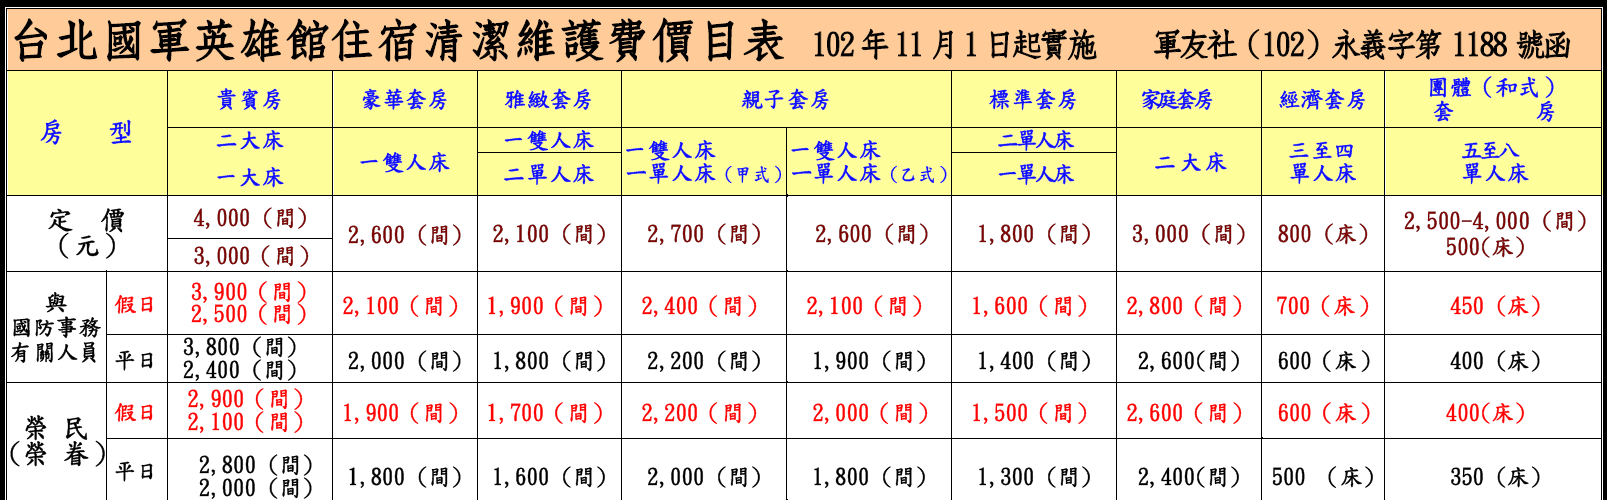 台北國軍英雄館住宿清潔維護費價目表 102年11月1日起實施 軍友社（102）永義字第1188號函
房 型 貴賓房 豪華套房 雅緻套房 親子套房 標準套房 家庭套房 經濟套房 團體（和式）
套 房
二大床
一大床
一雙人床
一雙人床
二單人床
一雙人床
一單人床（甲式）
一雙人床
一單人床（乙式）
二單人床
一單人床
二大床
三至四
單人床
五至八
單人床
定 價
（元）
4,000（間）
3,000（間）
2,600（間） 2,100（間） 2,700（間） 2,600（間） 1,800（間） 3,000（間） 800（床）
2,500-4,000（間）
500(床）
與
國防事務
有關人員
假日
3,900（間）
2,500（間）
2,100（間） 1,900（間） 2,400（間） 2,100（間） 1,600（間） 2,800（間） 700（床） 450（床）
平日
3,800（間）
2,400（間）
2,000（間） 1,800（間） 2,200（間） 1,900（間） 1,400（間） 2,600(間） 600（床） 400（床）
榮 民
（榮 眷）
假日
2,900（間）
2,100（間）
1,900（間） 1,700（間） 2,200（間） 2,000（間） 1,500（間） 2,600（間） 600（床） 400(床）
平日
2,800（間）
2,000（間）
1,800（間） 1,600（間） 2,000（間） 1,800（間） 1,300（間） 2,400(間） 500 （床） 350（床）